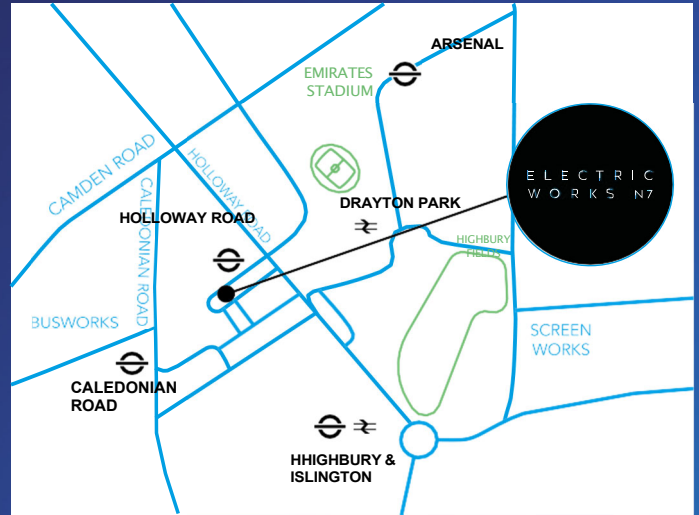 ARSENAL
EMIRATES
STADIUM
CAMDEN ROAD
HOLLOWAY ROAD
CALEDONIAN ROAD
ELECTRIC
WORKS N7
DRAYTON PARK
HOLLOWAY ROAD
HIGHBURY
FIELDS
BUSWORKS
SCREEN
WORKS
CALEDONIAN
ROAD
HHIGHBURY &
ISLINGTON